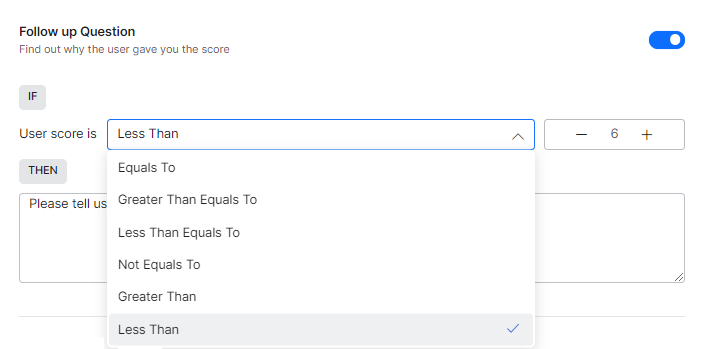 Follow up Question
Find out why the user gave you the score
IF
User score is Less Than 6
THEN
Equals To
Please tell us
Greater Than Equals To
Less Than Equals To
Not Equals To
Greater Than
Less Than